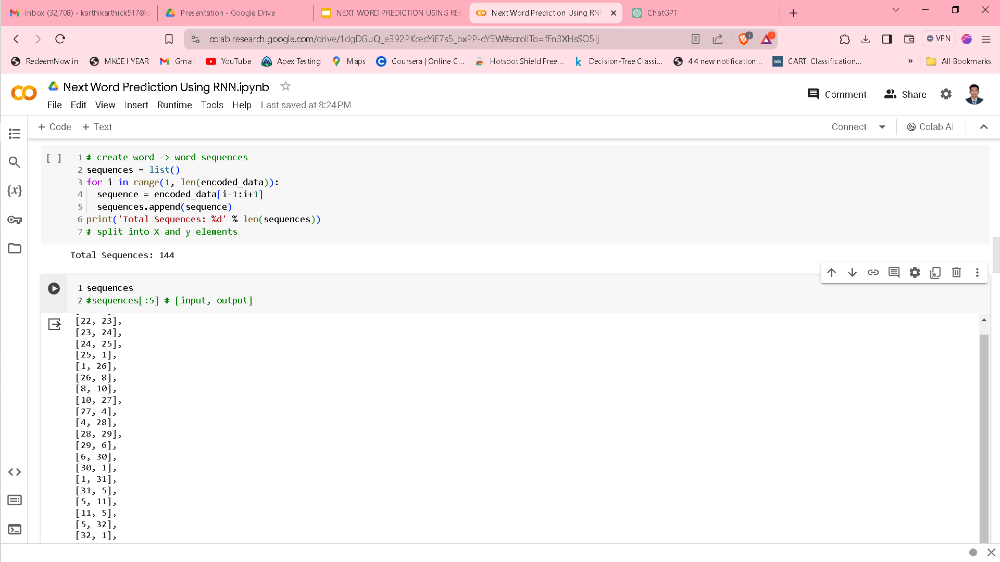 Inbox (32,708) - karthikarthick517@g
Presentation - Google Drive
NEXT WORD PREDICTION USING REC
Next Word Prediction Using RNN
ChatGPT
colab.research.google.com/drive/1dgDGuQ_e392PKcecYiE7s5_bxPP-cY5W#scrollTo=fFn3XHsSO5Ij
2
1
VPN
RedeemNow.in
MKCE I YEAR
Gmail
YouTube
Apex Testing
Maps
Coursera | Online C...
Hotspot Shield Free...
Decision-Tree Classi...
4 4 new notification...
tds
CART: Classification...
»
All Bookmarks
Next Word Prediction Using RNN.ipynb
Comment
Share
File Edit View Insert Runtime Tools Help Last saved at 8:24 PM
+ Code + Text
Connect
Colab AI
[ ]
1 # create word -> word sequences
2 sequences = list()
3 for i in range(1, len(encoded_data)):
4 sequence = encoded_data[i-1:i+1]
5 sequences.append(sequence)
6 print('Total Sequences: %d' % len(sequences))
7 # split into X and y elements
Total Sequences: 144
1 sequences
2 #sequences[:5] # [input, output]
[22, 23],
[23, 24],
[24, 25],
[25, 1],
[1, 26],
[26, 8],
[8, 10],
[10, 27],
[27, 4],
[4, 28],
[28, 29],
[29, 6],
[6, 30],
[30, 1],
[1, 31],
[31, 5],
[5, 11],
[11, 5],
[5, 32],
[32, 1],